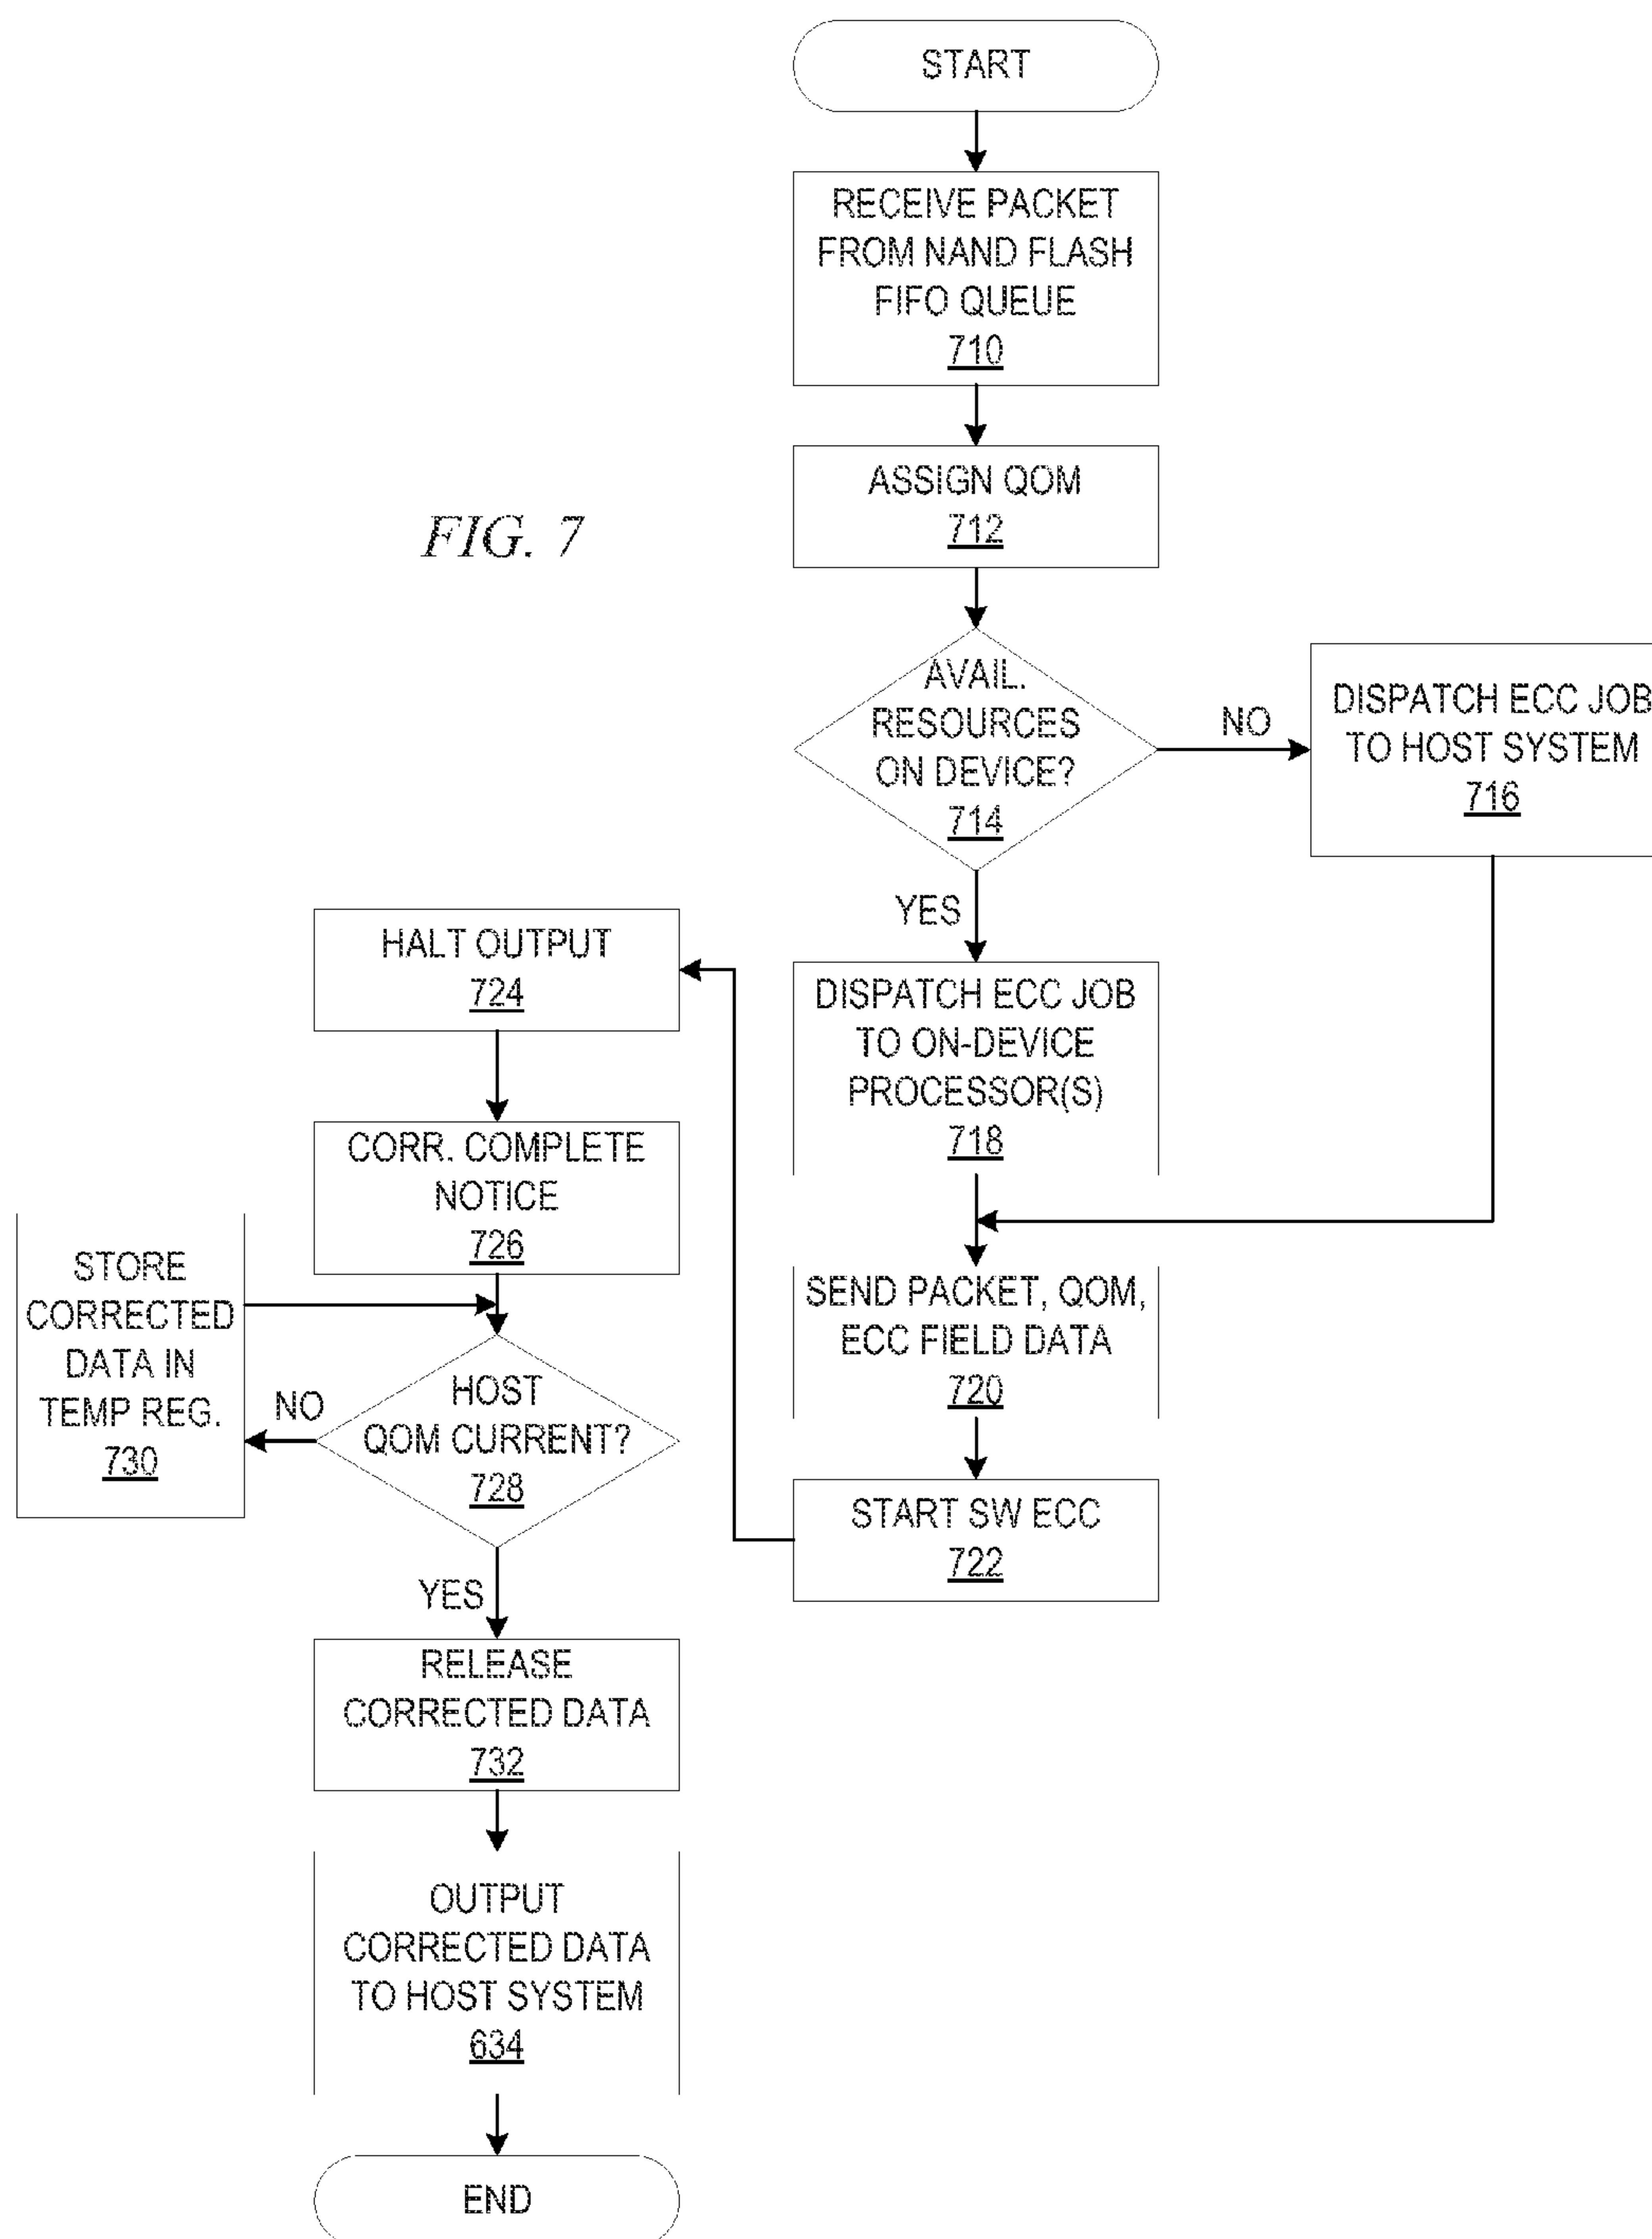 START
RECEIVE PACKET
FROM NAND FLASH
FIFO QUEUE
710
ASSIGN QOM
712
FIG. 7
AVAIL.
RESOURCES
ON DEVICE?
714
NO
DISPATCH ECC JOB
TO HOST SYSTEM
716
YES
DISPATCH ECC JOB
TO ON-DEVICE
PROCESSOR(S)
718
SEND PACKET, QOM,
ECC FIELD DATA
720
START SW ECC
722
HALT OUTPUT
724
CORR. COMPLETE
NOTICE
726
HOST
QOM CURRENT?
728
NO
STORE
CORRECTED
DATA IN
TEMP REG.
730
YES
RELEASE
CORRECTED DATA
732
OUTPUT
CORRECTED DATA
TO HOST SYSTEM
634
END